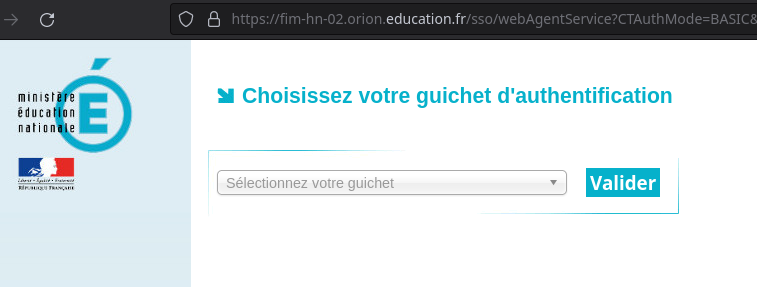 https://fim-hn-02.orion.education.fr/sso/webAgentService?CTAuthMode=BASIC&
Choisissez votre guichet d'authentification
ministère
éducation
nationale
É
Liberté • Égalité • Fraternité
RÉPUBLIQUE FRANÇAISE
Sélectionnez votre guichet
Valider